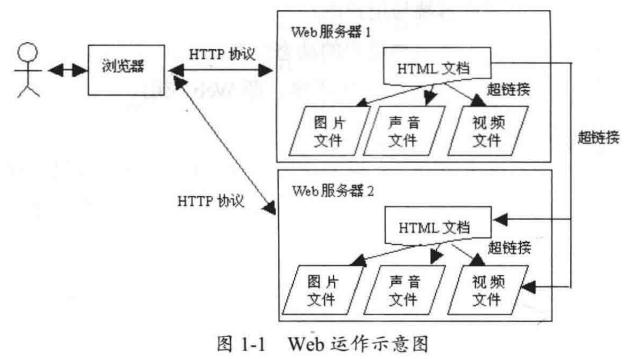 Web服务器1
HTTP 协议
浏览器
HTML 文档
超链接
图片
文件
声音
文件
视频
文件
超链接
HTTP 协议
Web服务器2
HTML 文档
超链接
图片
文件
声音
文件
视频
文件
图 1-1 Web 运作示意图